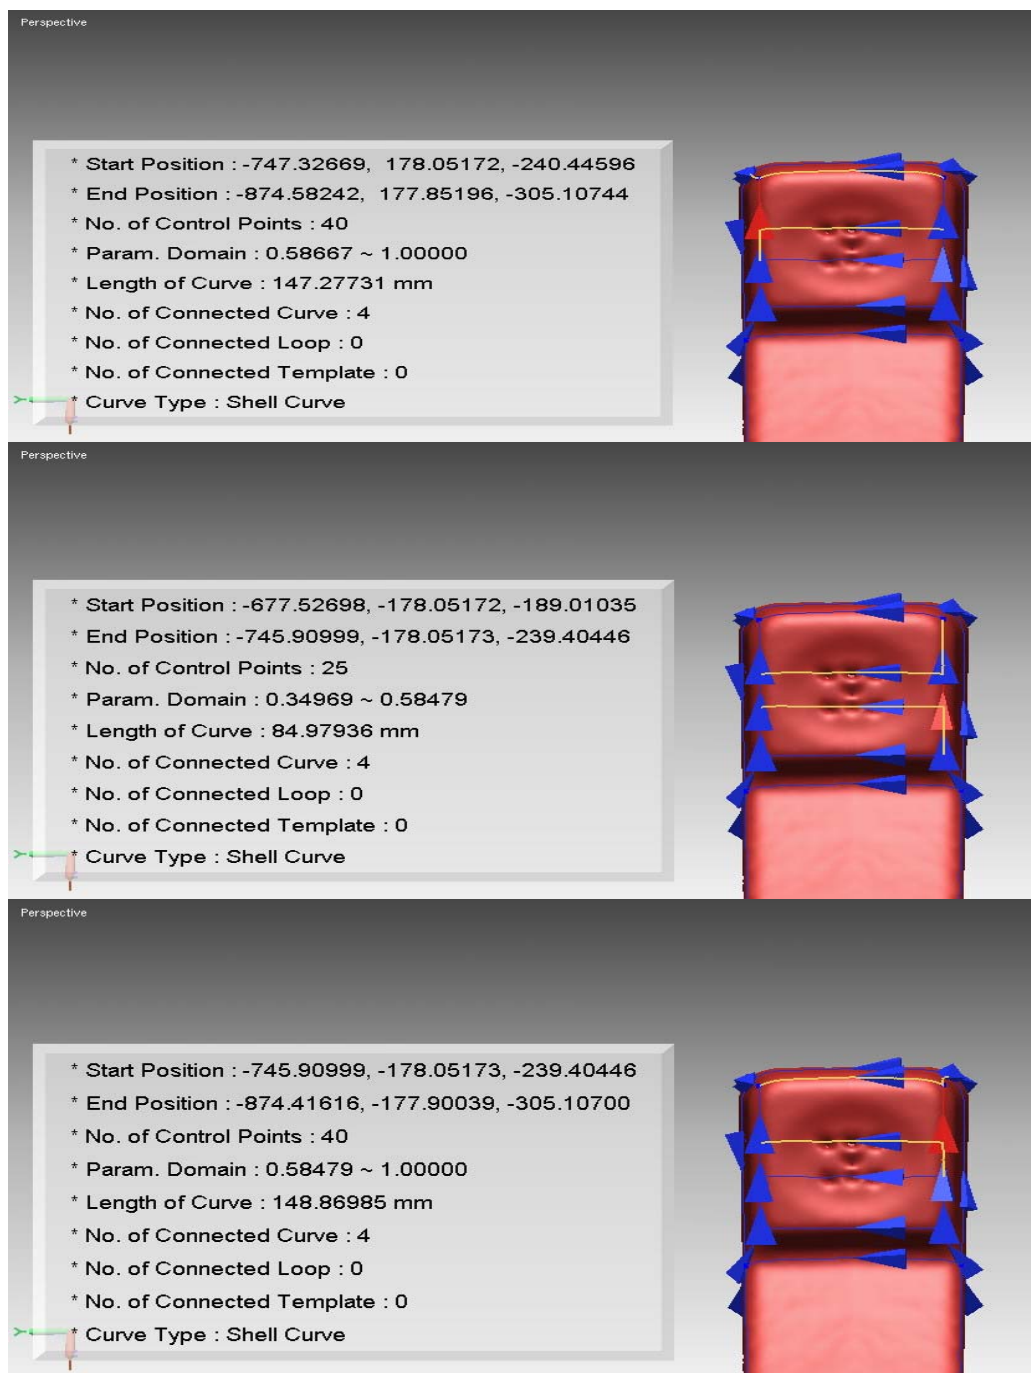 Perspective
* Start Position : -747.32669, 178.05172, -240.44596
* End Position : -874.58242, 177.85196, -305.10744
* No. of Control Points : 40
* Param. Domain : 0.58667 ~ 1.00000
* Length of Curve : 147.27731 mm
* No. of Connected Curve : 4
* No. of Connected Loop : 0
* No. of Connected Template : 0
* Curve Type : Shell Curve
Perspective
* Start Position : -677.52698, -178.05172, -189.01035
* End Position : -745.90999, -178.05173, -239.40446
* No. of Control Points : 25
* Param. Domain : 0.34969 ~ 0.58479
* Length of Curve : 84.97936 mm
* No. of Connected Curve : 4
* No. of Connected Loop : 0
* No. of Connected Template : 0
* Curve Type : Shell Curve
Perspective
* Start Position : -745.90999, -178.05173, -239.40446
* End Position : -874.41616, -177.90039, -305.10700
* No. of Control Points : 40
* Param. Domain : 0.58479 ~ 1.00000
* Length of Curve : 148.86985 mm
* No. of Connected Curve : 4
* No. of Connected Loop : 0
* No. of Connected Template : 0
* Curve Type : Shell Curve